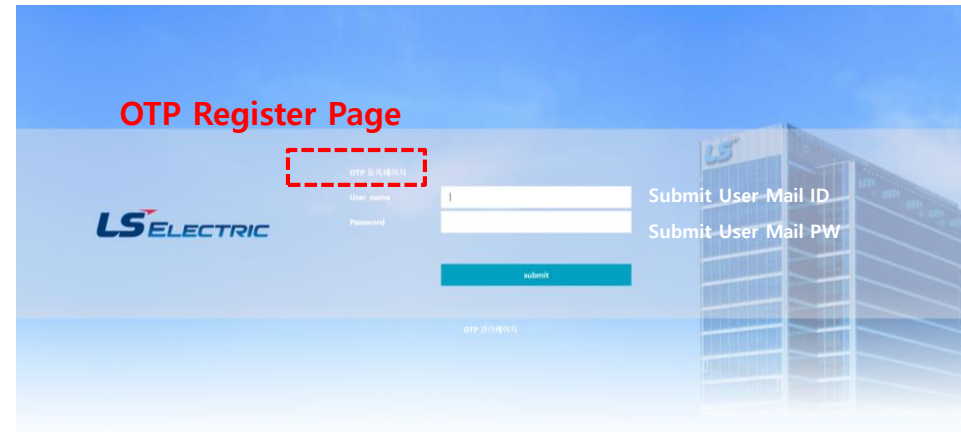 OTP Register Page
LS
OTP 등록페이지
User_name
Submit User Mail ID
LS ELECTRIC
Password
Submit User Mail PW
submit
OTP 관리페이지